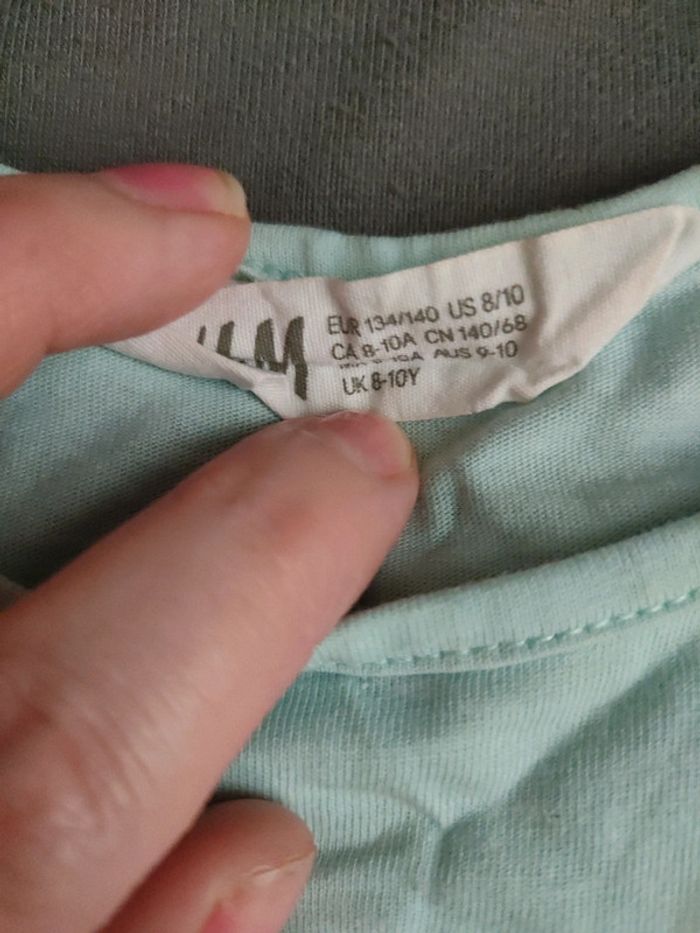 H&M
EUR 134/140 US 8/10
CA 8-10A CN 140/68
AUS 9-10
UK 8-10Y